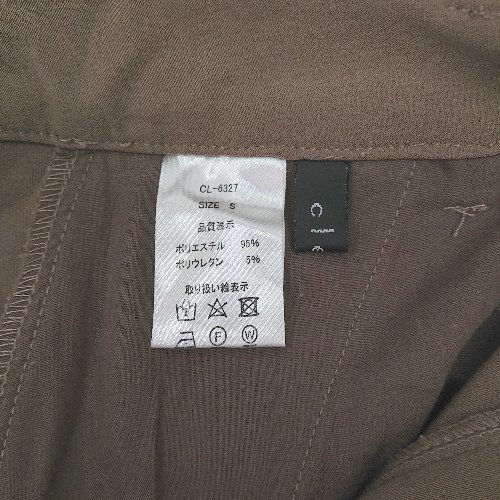 CL-6327
SIZE S
品質表示
ポリエステル 95%
ポリウレタン 5%
取り扱い絵表示
F W